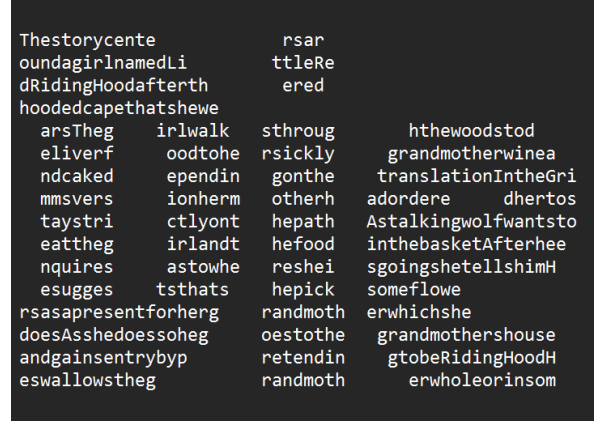 Thestorycente rsar
oundagirlnamedLi ttleRe
dRidingHoodafterth ered
hoodedcapethatshewe
arsTheg irlwalk sthroug hthewoodstod
eliverf oodtohe rsickly grandmotherwinea
ndcaked ependin gonthe translationIntheGri
mmsvers ionherm otherh adordere dhertos
taystri ctlyont hepath Astalkingwolfwantsto
eattheg irlandt hefood inthebasketAfterhee
nquires astowhe reshei sgoingshetellshimH
esugges tsthats hepick someflowe
rsasapresentforherg randmoth erwhichshe
doesAsshedoessoheg oestothe grandmothershouse
andgainsentrybyp retendin gtobeRidingHoodH
eswallowstheg randmoth erwholeorinsom